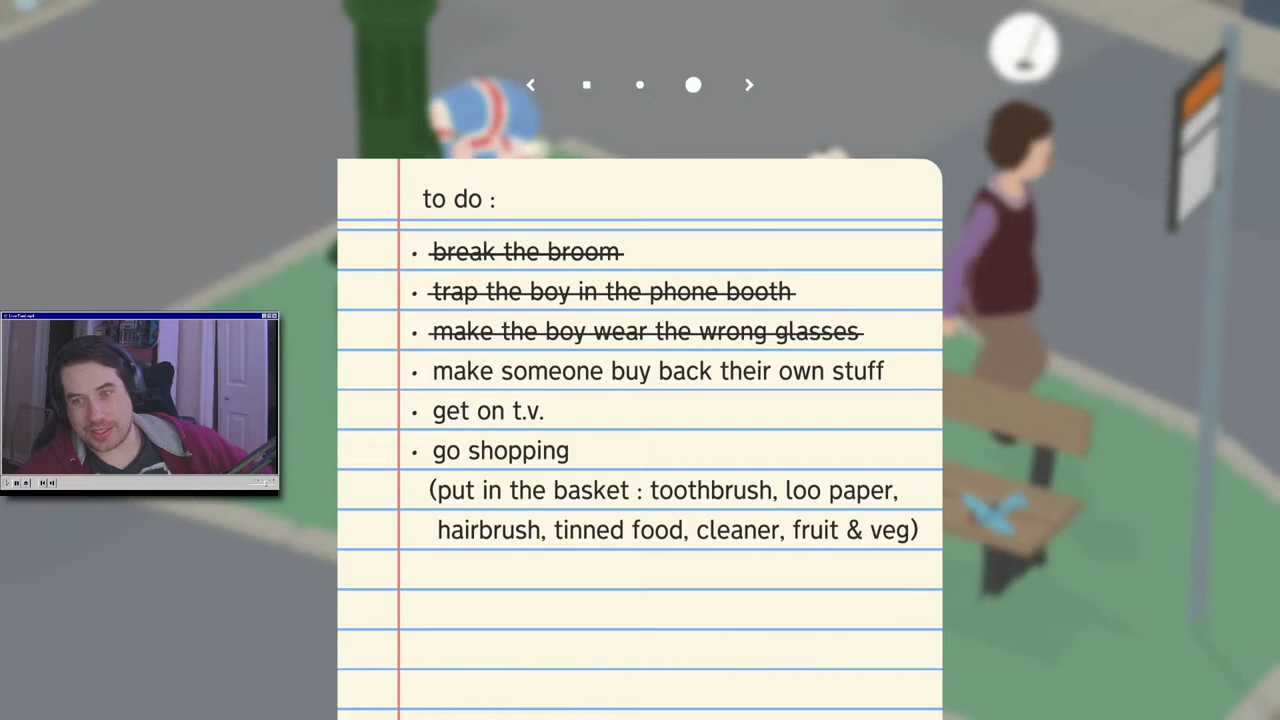 to do :
· break the broom
· trap the boy in the phone booth
· make the boy wear the wrong glasses
· make someone buy back their own stuff
· get on t.v.
· go shopping
(put in the basket : toothbrush, loo paper,
hairbrush, tinned food, cleaner, fruit & veg)